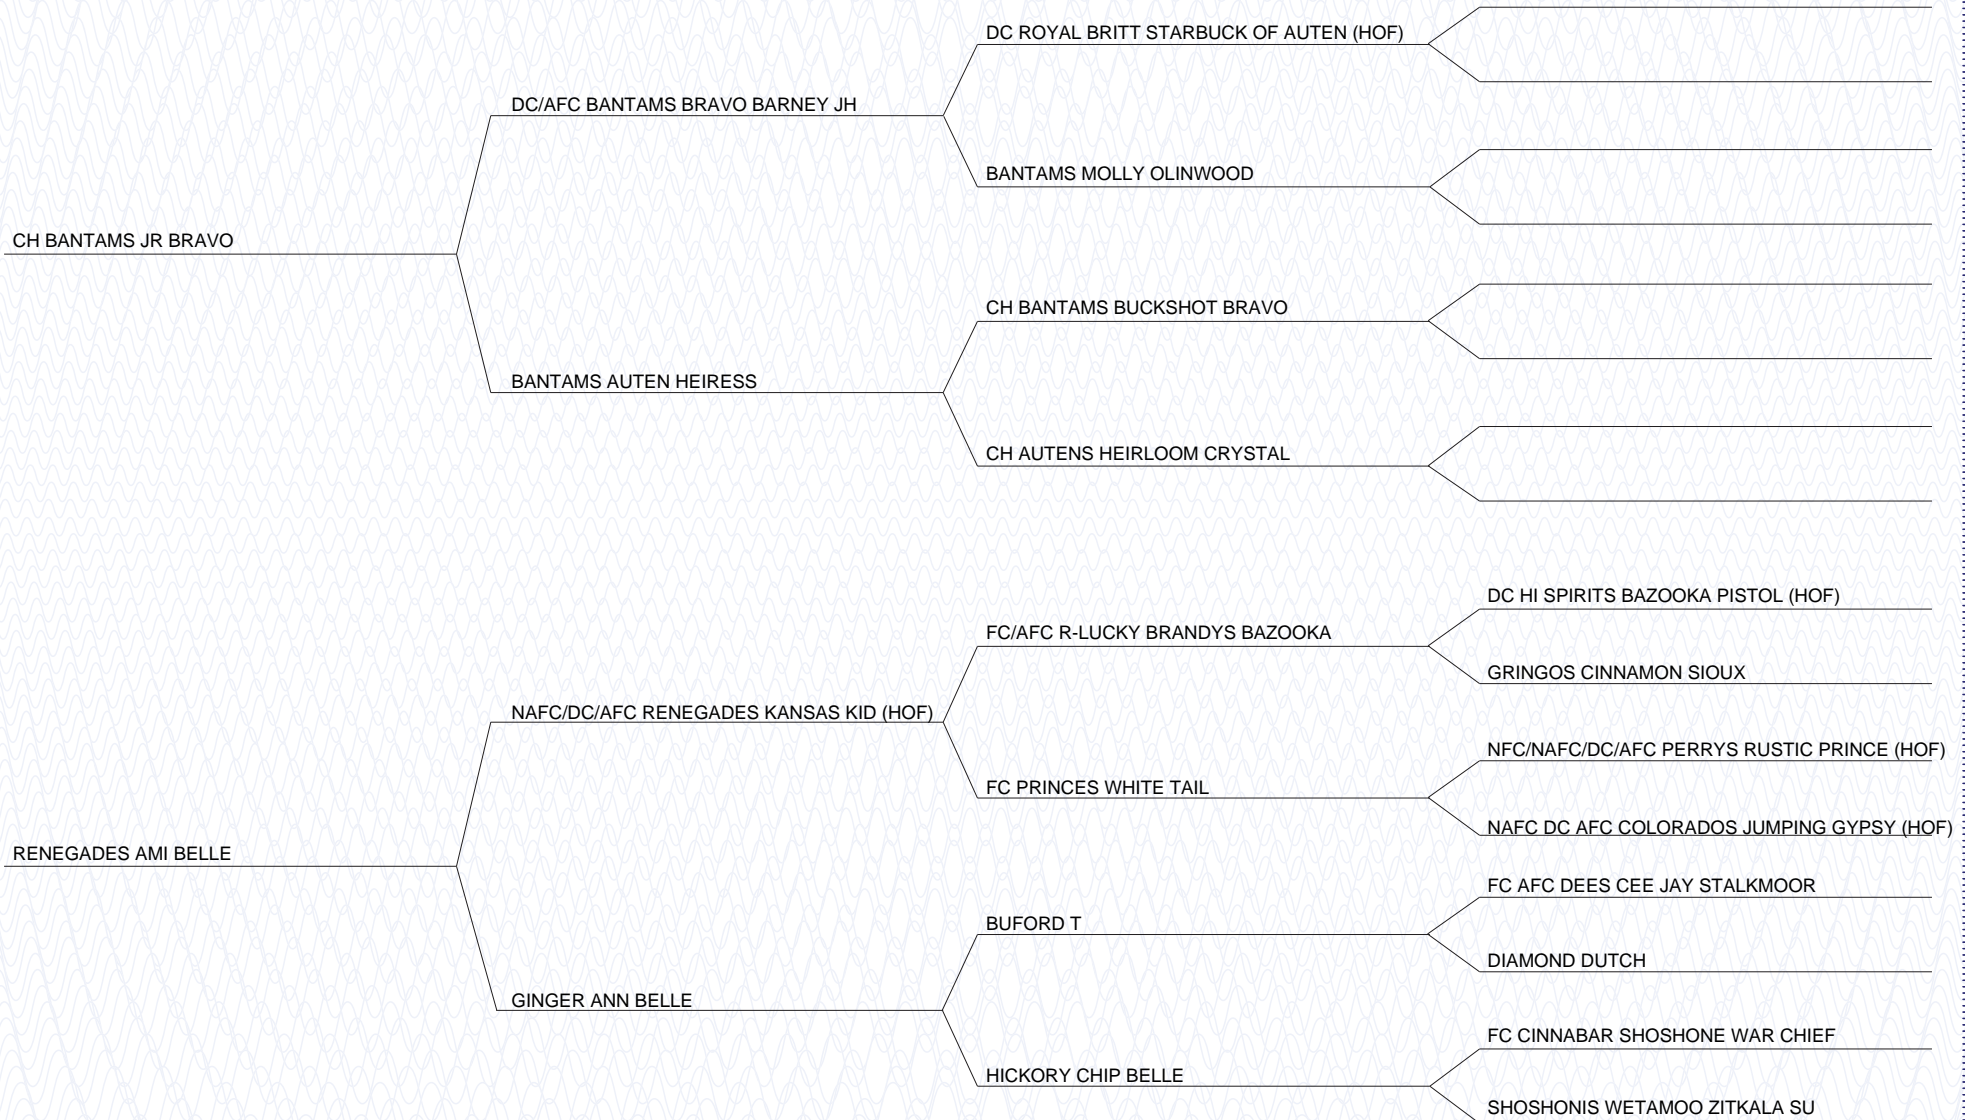 DC ROYAL BRITT STARBUCK OF AUTEN (HOF)
DC/AFC BANTAMS BRAVO BARNEY JH
BANTAMS MOLLY OLINWOOD
CH BANTAMS JR BRAVO
CH BANTAMS BUCKSHOT BRAVO
BANTAMS AUTEN HEIRESS
CH AUTENS HEIRLOOM CRYSTAL
DC HI SPIRITS BAZOOKA PISTOL (HOF)
FC/AFC R-LUCKY BRANDYS BAZOOKA
GRINGOS CINNAMON SIOUX
NAFC/DC/AFC RENEGADES KANSAS KID (HOF)
NFC/NAFC/DC/AFC PERRYS RUSTIC PRINCE (HOF)
FC PRINCES WHITE TAIL
NAFC DC AFC COLORADOS JUMPING GYPSY (HOF)
RENEGADES AMI BELLE
FC AFC DEES CEE JAY STALKMOOR
BUFORD T
DIAMOND DUTCH
GINGER ANN BELLE
FC CINNABAR SHOSHONE WAR CHIEF
HICKORY CHIP BELLE
SHOSHONIS WETAMOO ZITKALA SU